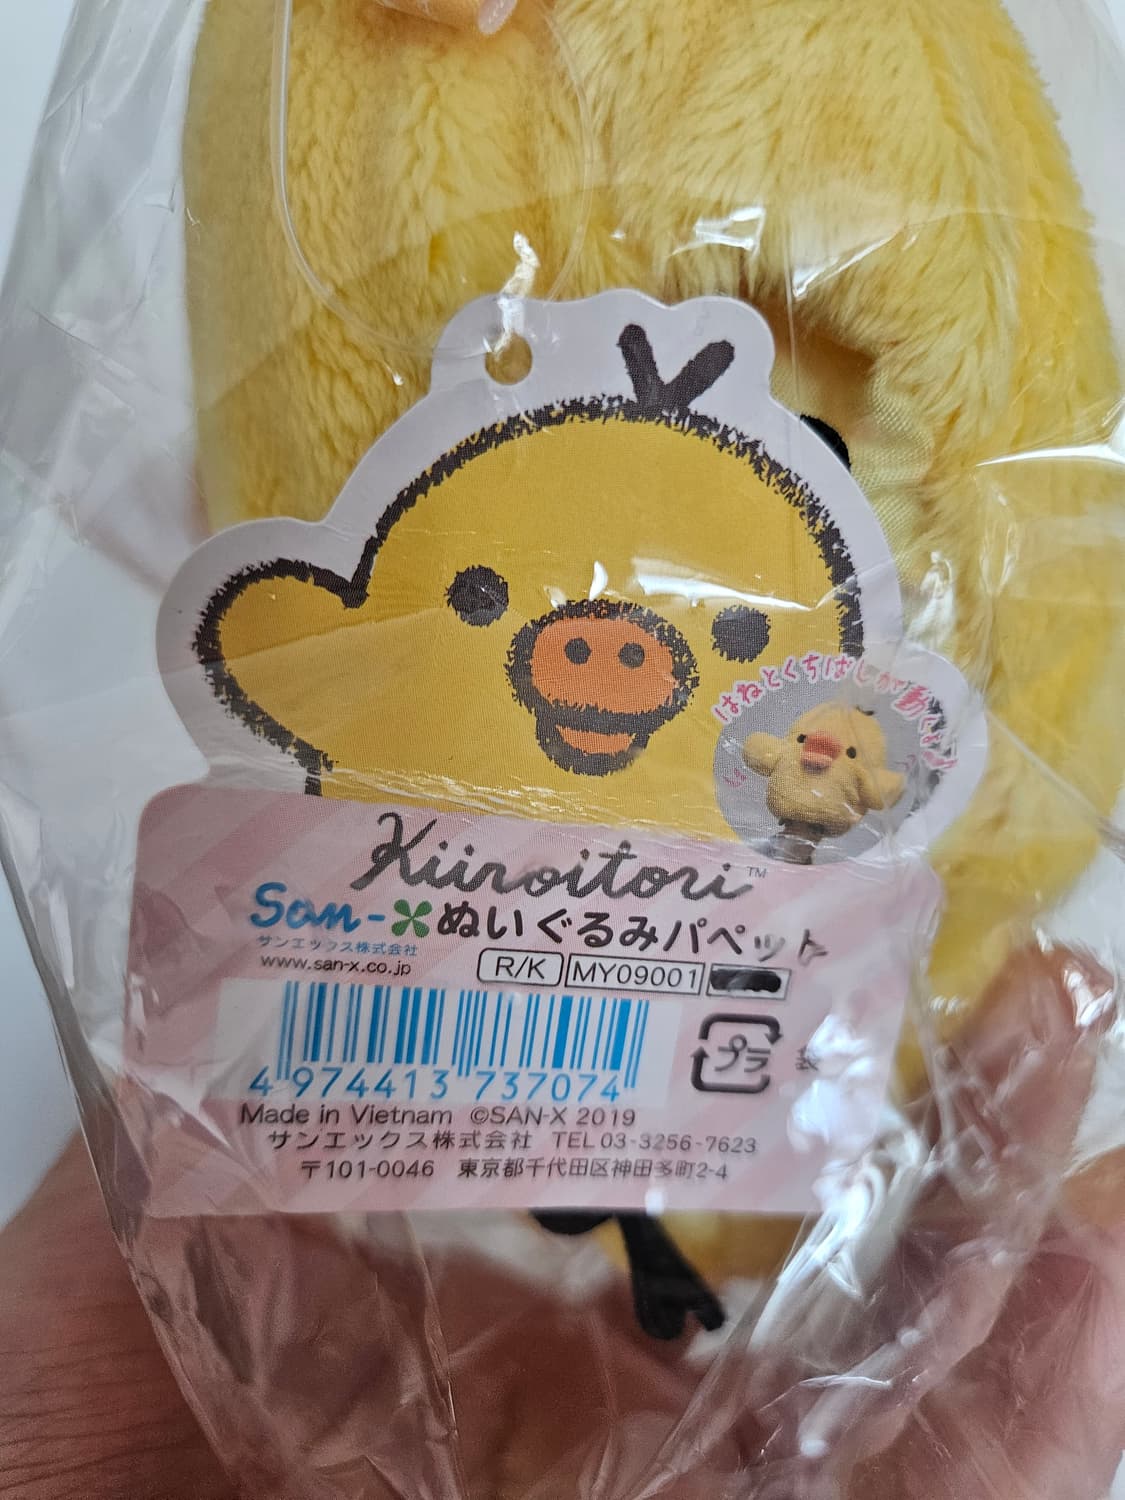 はねとくちばしが動くよ
Kiiroitori™
San-X ぬいぐるみパペット
サンエックス株式会社
www.san-x.co.jp
R/K MY09001
4 974413 737074
プラ 袋
Made in Vietnam ©SAN-X 2019
サンエックス株式会社 TEL 03-3256-7623
〒101-0046 東京都千代田区神田多町2-4